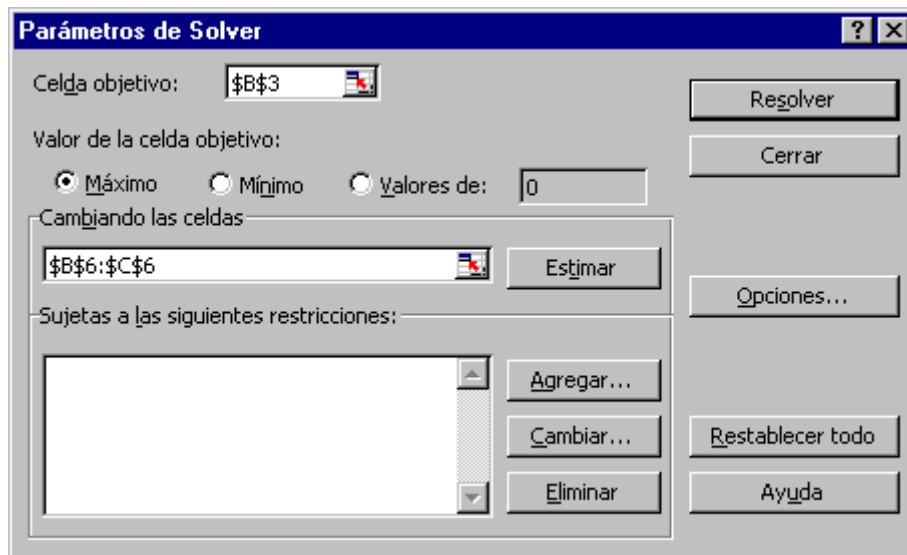 Parámetros de Solver
Celda objetivo: $B$3
Resolver
Valor de la celda objetivo:
Cerrar
Máximo Mínimo Valores de: 0
Cambiando las celdas
$B$6:$C$6 Estimar
Opciones...
Sujetas a las siguientes restricciones:
Agregar...
Cambiar... Restablecer todo
Eliminar Ayuda